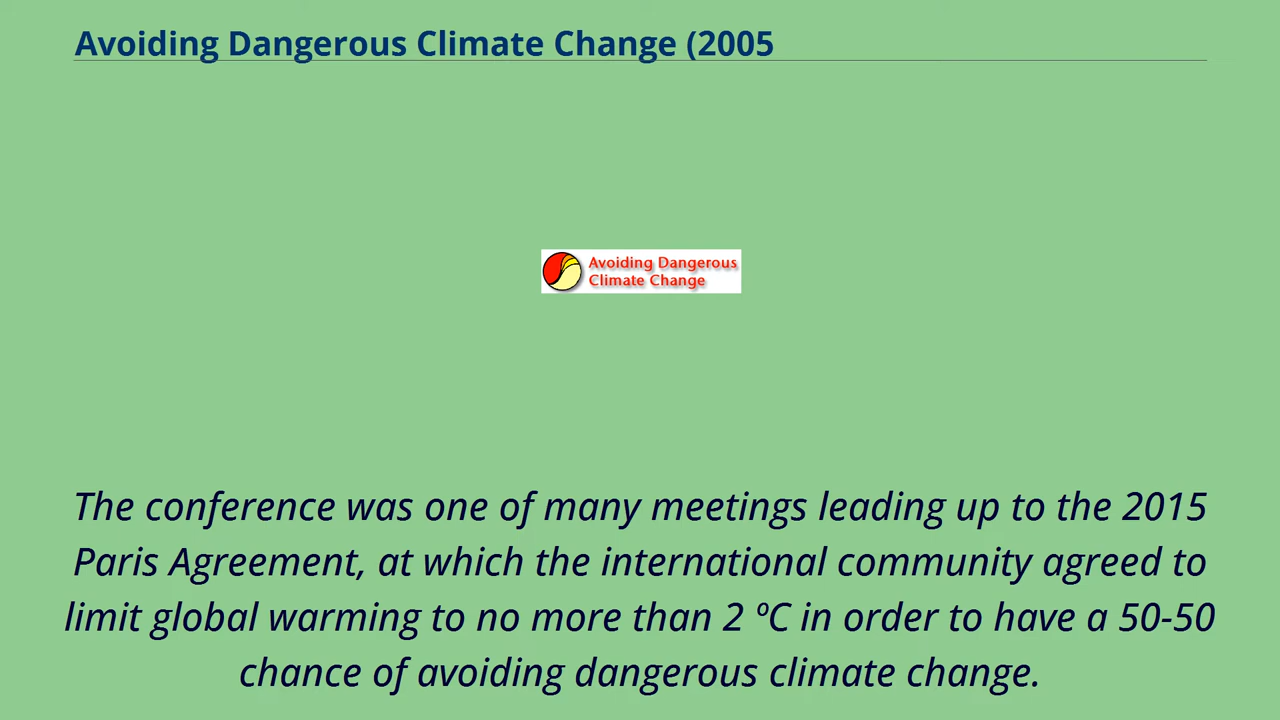 Avoiding Dangerous Climate Change (2005
Avoiding Dangerous
Climate Change
The conference was one of many meetings leading up to the 2015
Paris Agreement, at which the international community agreed to
limit global warming to no more than 2 ºC in order to have a 50-50
chance of avoiding dangerous climate change.